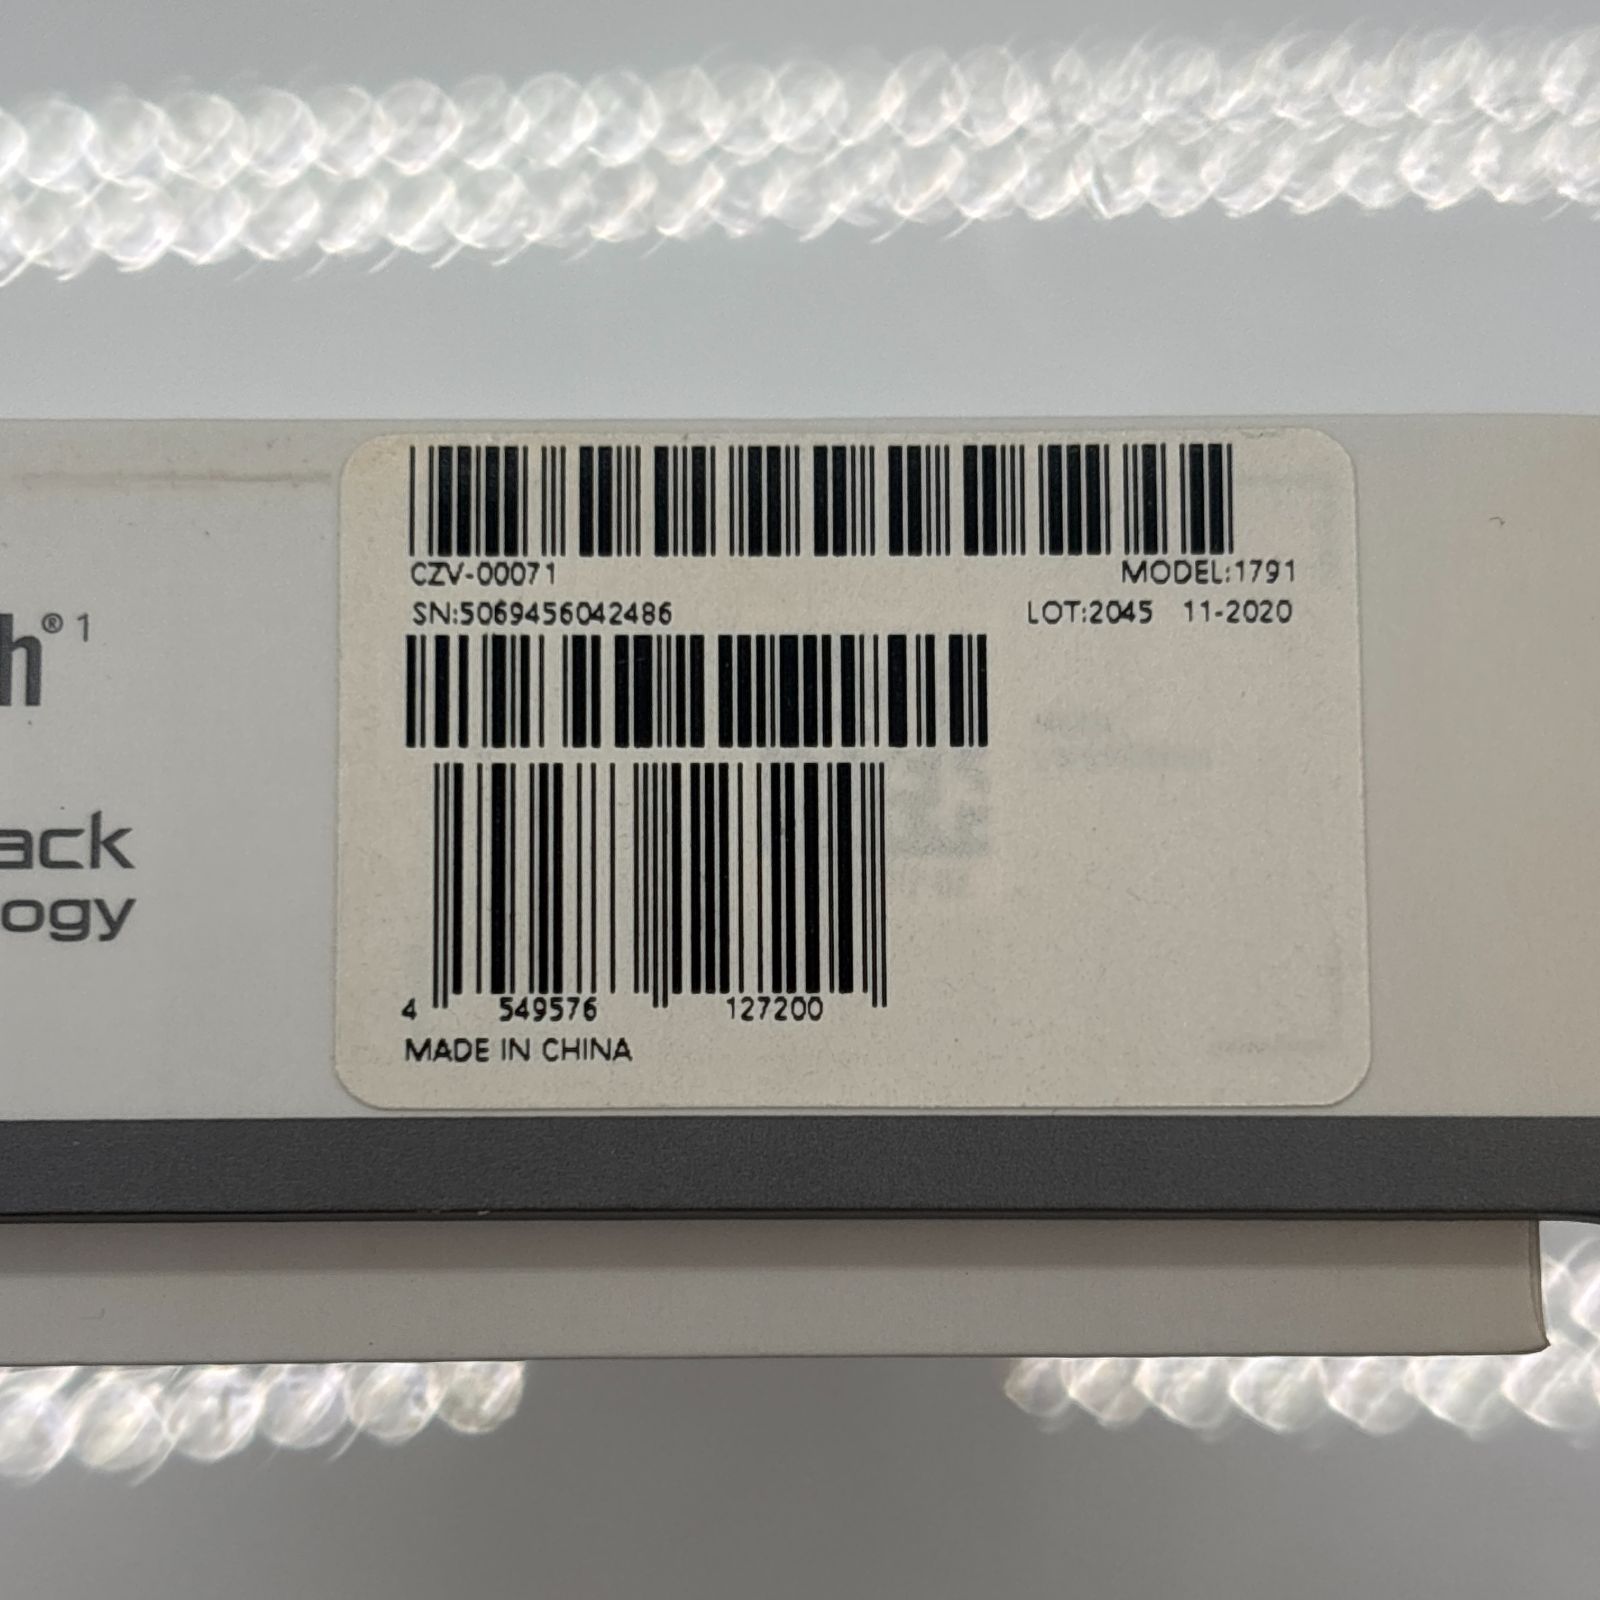 CZV-00071 MODEL:1791
SN:5069456042486 LOT:2045 11-2020
h®1
ack
ogy
4 549576 127200
MADE IN CHINA